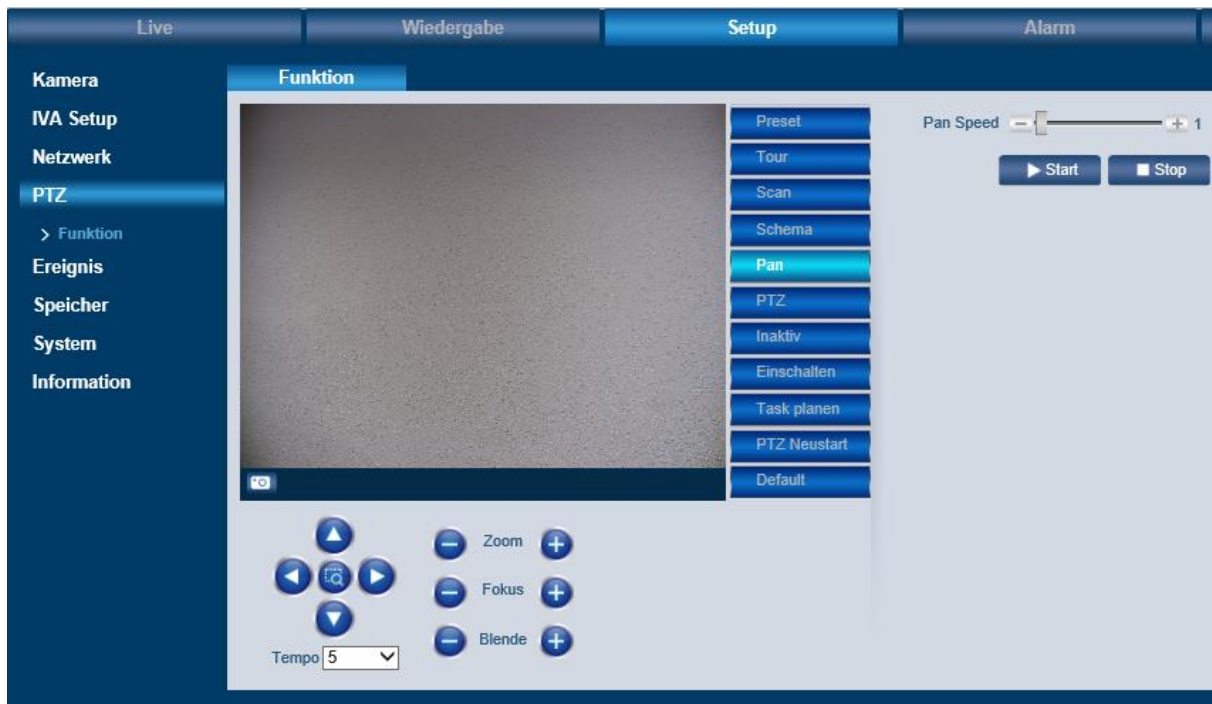 Live Wiedergabe Setup Alarm
Kamera
IVA Setup
Netzwerk
PTZ
Funktion
Ereignis
Speicher
System
Information
Funktion
Preset
Tour
Scan
Schema
Pan
PTZ
Inaktiv
Einschalten
Task planen
PTZ Neustart
Default
Pan Speed 1
Start Stop
Zoom
Fokus
Blende
Tempo 5